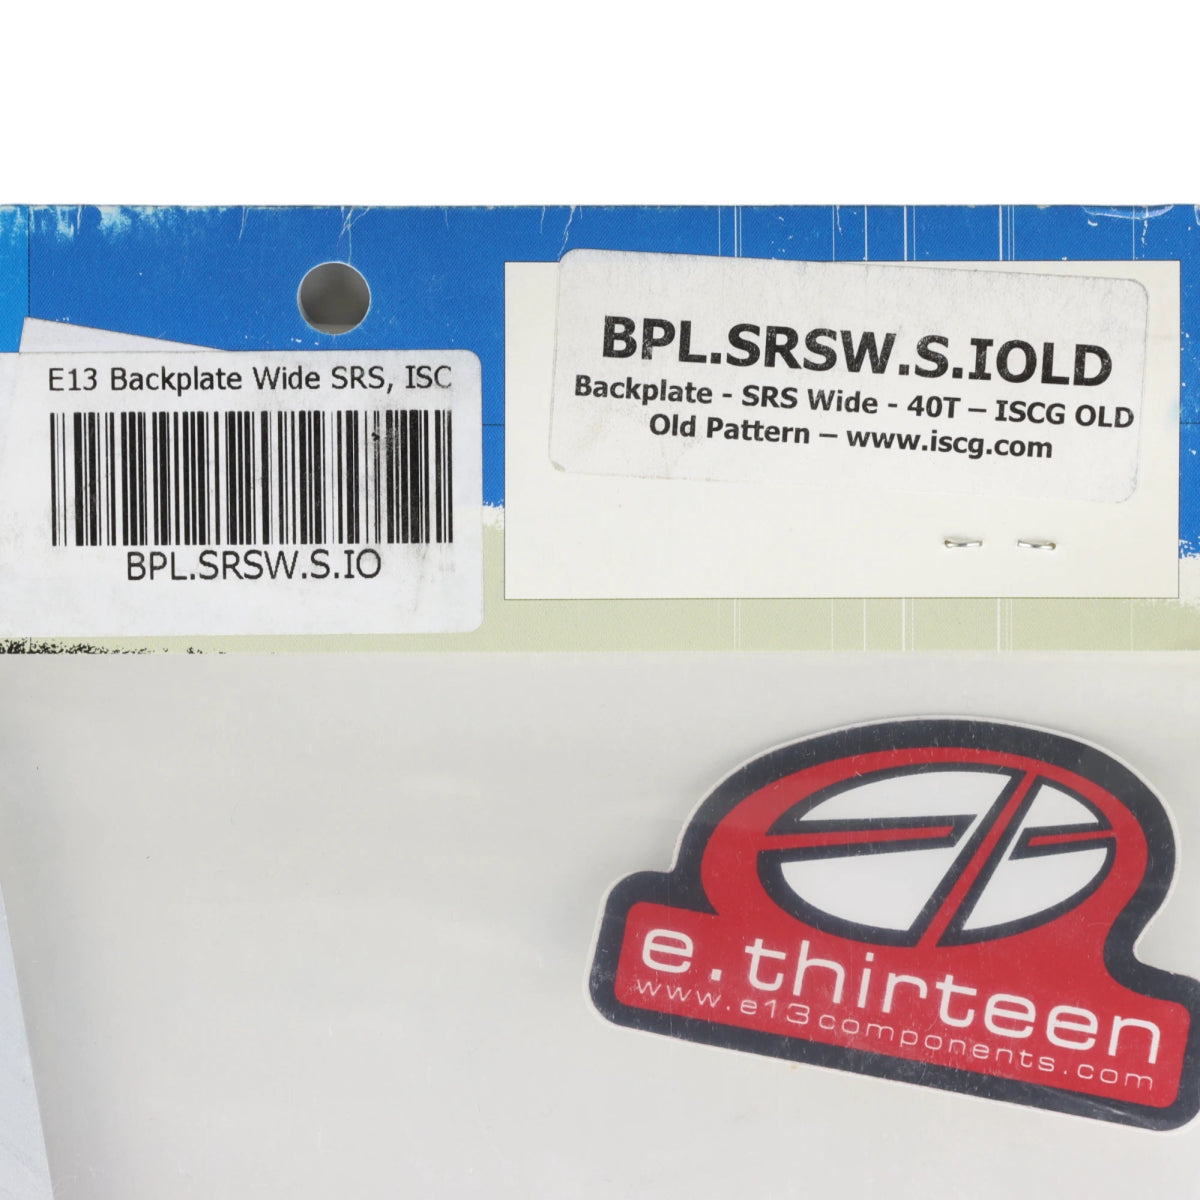 E13 Backplate Wide SRS, ISC
BPL.SRSW.S.IO
BPL.SRSW.S.IOLD
Backplate - SRS Wide - 40T – ISCG OLD
Old Pattern – www.iscg.com
e.thirteen
www.e13components.com